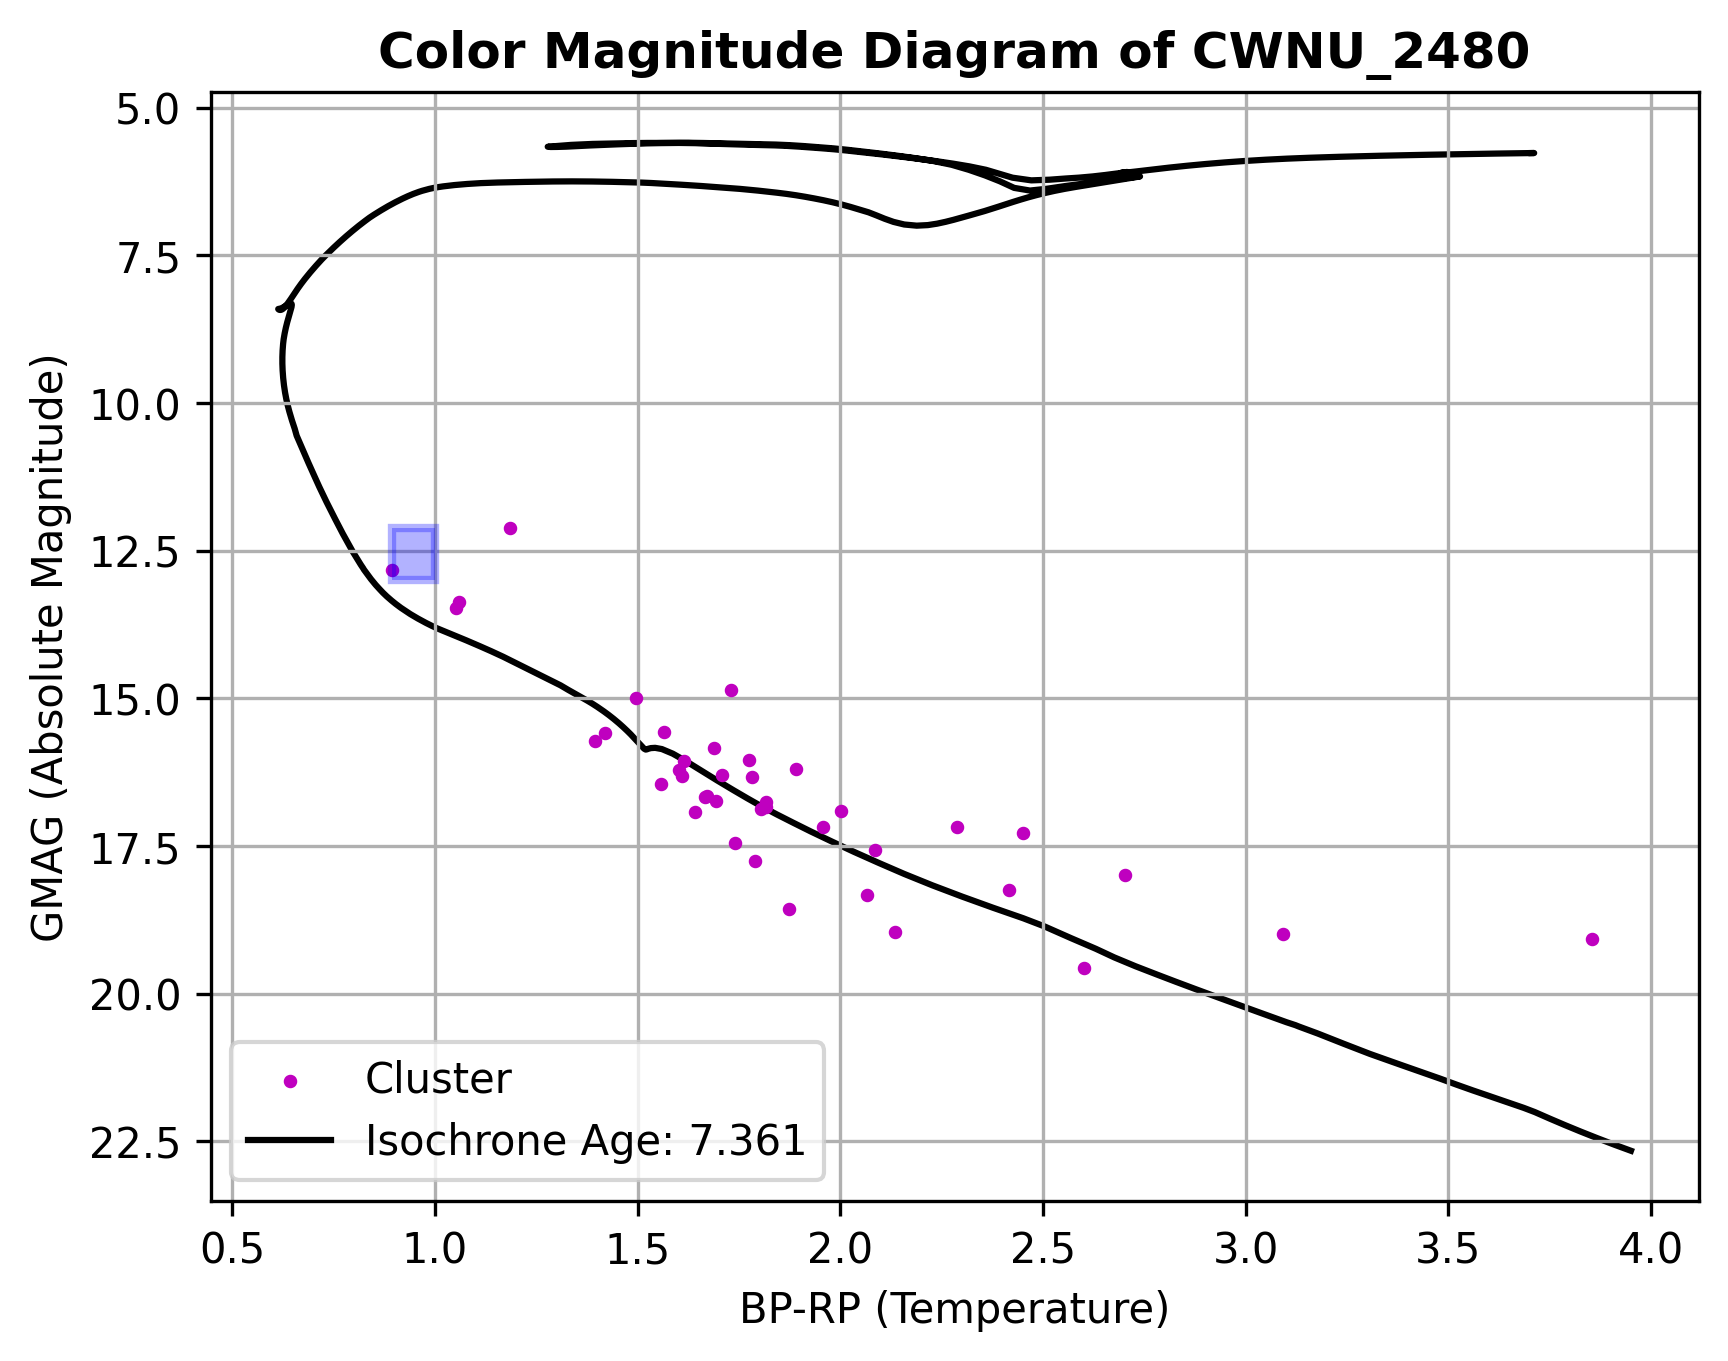 Color Magnitude Diagram of CWNU_2480
GMAG (Absolute Magnitude)
5.0
7.5
10.0
12.5
15.0
17.5
20.0
22.5
Cluster
Isochrone Age: 7.361
0.5 1.0 1.5 2.0 2.5 3.0 3.5 4.0
BP-RP (Temperature)